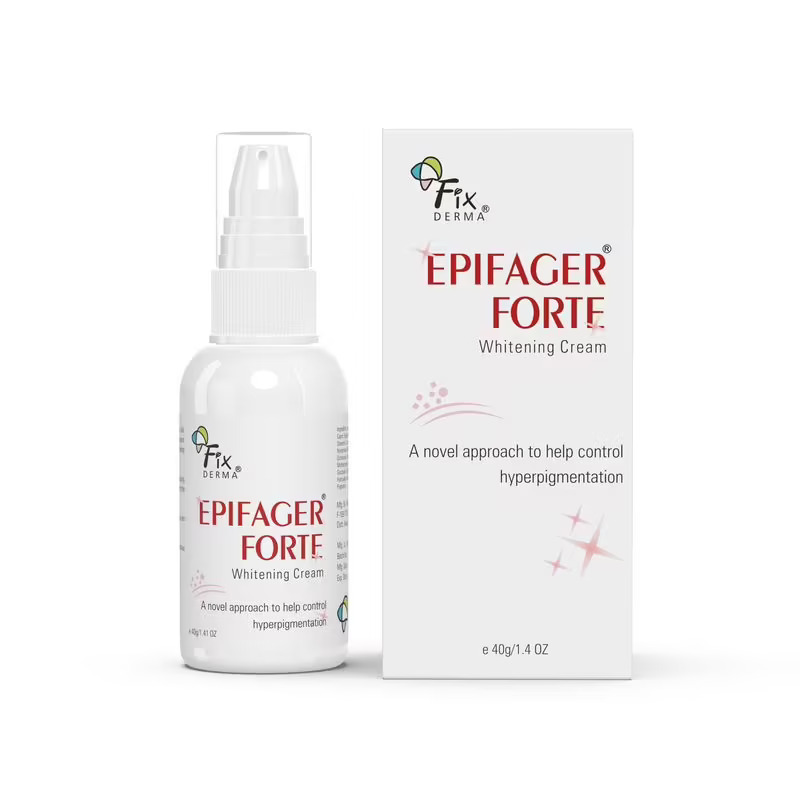 Fix
DERMA®
EPIFAGER®
FORTE
Whitening Cream
A novel approach to help control
hyperpigmentation
e 40g/1.41 OZ
Fix
DERMA®
EPIFAGER®
FORTE
Whitening Cream
A novel approach to help control
hyperpigmentation
e 40g/1.4 OZ